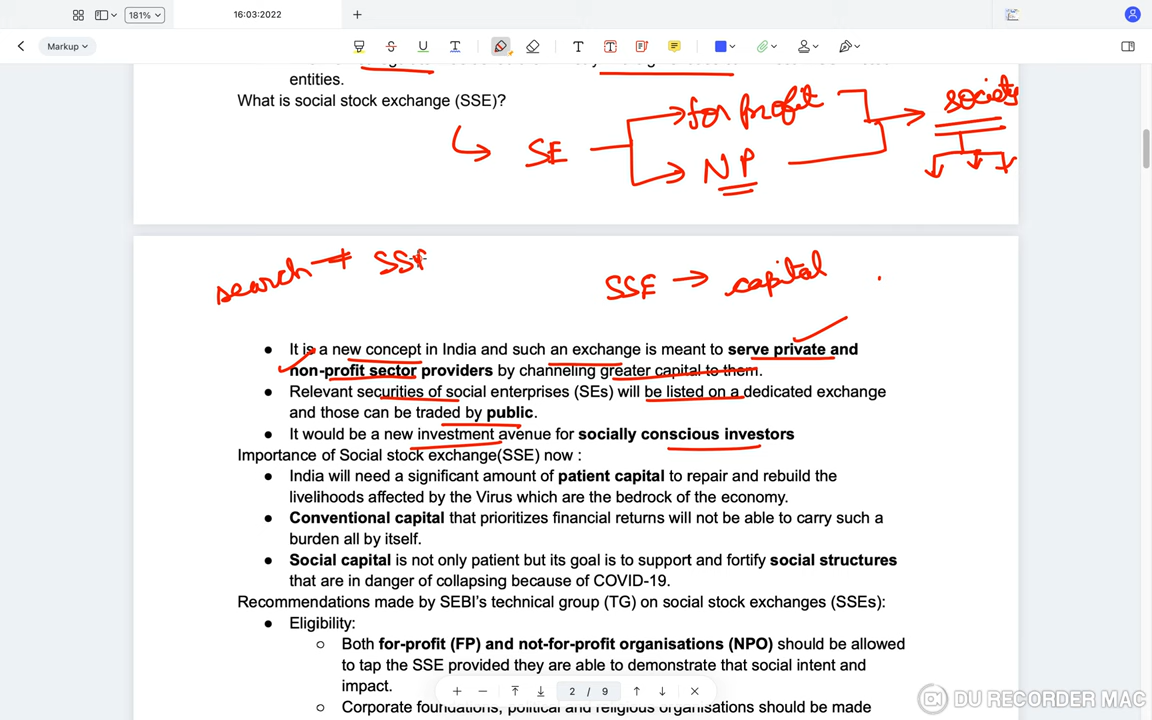 181%
16:03:2022
Markup
entities.
What is social stock exchange (SSE)?
SE
for profit
NP
society
search → SSE
SSE → capital
• It is a new concept in India and such an exchange is meant to serve private and
non-profit sector providers by channeling greater capital to them.
• Relevant securities of social enterprises (SEs) will be listed on a dedicated exchange
and those can be traded by public.
• It would be a new investment avenue for socially conscious investors
Importance of Social stock exchange(SSE) now :
• India will need a significant amount of patient capital to repair and rebuild the
livelihoods affected by the Virus which are the bedrock of the economy.
• Conventional capital that prioritizes financial returns will not be able to carry such a
burden all by itself.
• Social capital is not only patient but its goal is to support and fortify social structures
that are in danger of collapsing because of COVID-19.
Recommendations made by SEBI's technical group (TG) on social stock exchanges (SSEs):
• Eligibility:
○ Both for-profit (FP) and not-for-profit organisations (NPO) should be allowed
to tap the SSE provided they are able to demonstrate that social intent and
impact.
○ Corporate foundations, political and religious organisations should be made
2 / 9
DU RECORDER MAC